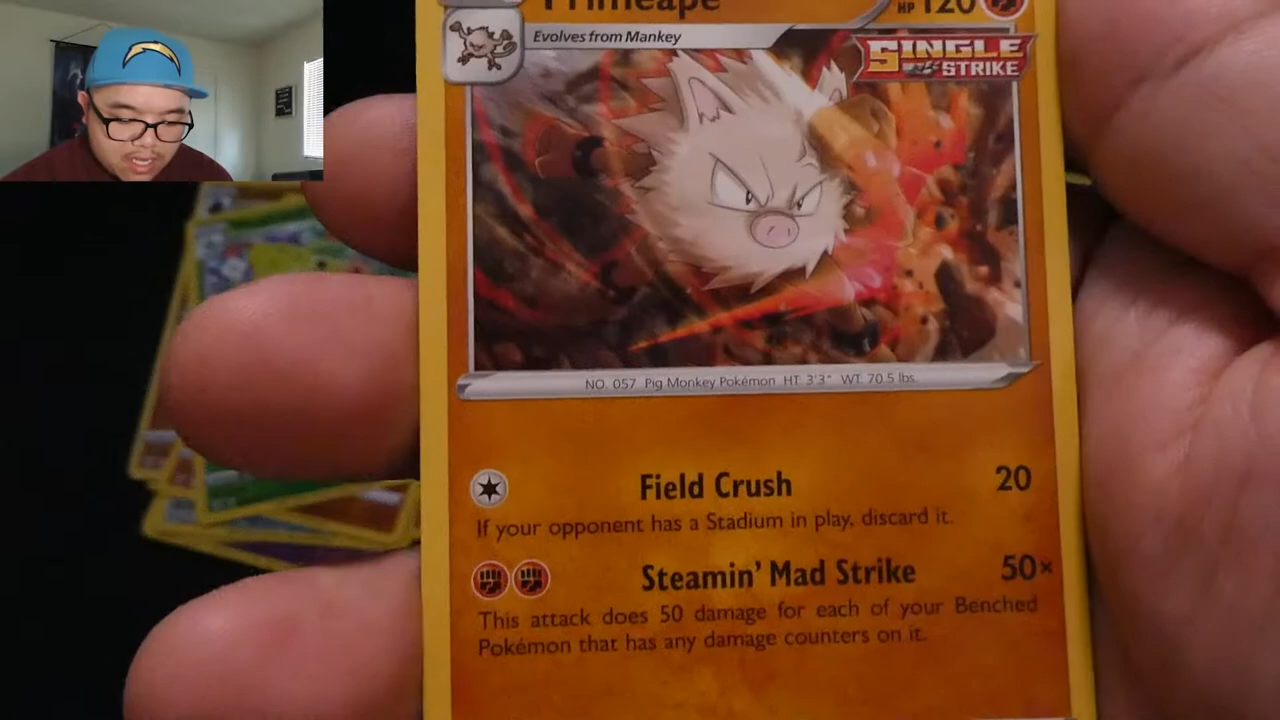 Primeape
HP 120
Evolves from Mankey
SINGLE
STRIKE
NO. 057 Pig Monkey Pokémon HT: 3'3" WT: 70.5 lbs.
Field Crush 20
If your opponent has a Stadium in play, discard it.
Steamin' Mad Strike 50×
This attack does 50 damage for each of your Benched
Pokémon that has any damage counters on it.